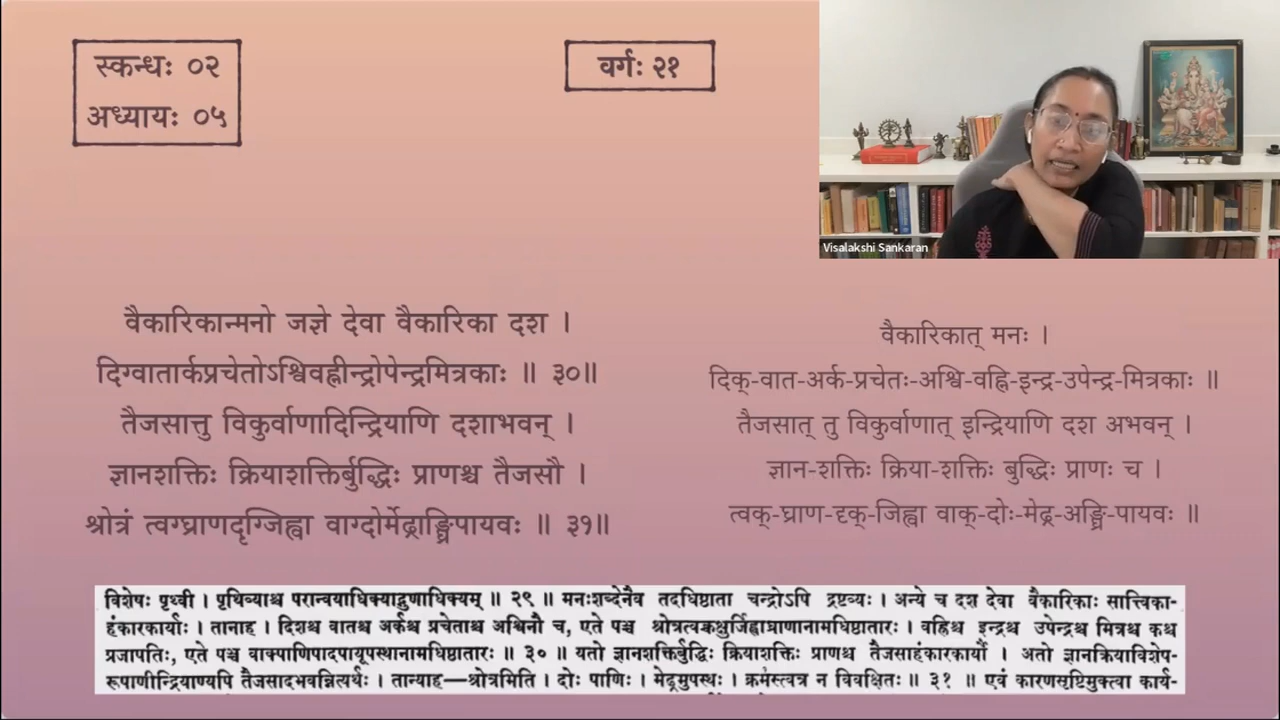 स्कन्धः ०२
अध्यायः ०५
वर्गः २१
Visalakshi Sankaran
वैकारिकान्मनो जज्ञे देवा वैकारिका दश ।
दिग्वातार्कप्रचेतोऽश्विवह्नीन्द्रोपेन्द्रमित्रकाः ॥ ३०॥
तैजसात्तु विकुर्वाणादिन्द्रियाणि दशाभवन् ।
ज्ञानशक्तिः क्रियाशक्तिर्बुद्धिः प्राणश्च तैजसौ ।
श्रोत्रं त्वग्घ्राणदृग्जिह्वा वाग्दोर्मेढ्राङ्घ्रिपायवः ॥ ३१॥
वैकारिकात् मनः ।
दिक्-वात-अर्क-प्रचेतः-अश्वि-वह्नि-इन्द्र-उपेन्द्र-मित्रकाः ॥
तैजसात् तु विकुर्वाणात् इन्द्रियाणि दश अभवन् ।
ज्ञान-शक्तिः क्रिया-शक्तिः बुद्धिः प्राणः च ।
त्वक्-घ्राण-दृक्-जिह्वा वाक्-दोः-मेढ्र-अङ्घ्रि-पायवः ॥
विशेषः पृथ्वी । पृथिव्याश्च परान्वयाधिक्याद्गुणाधिक्यम् ॥ २९ ॥ मनःशब्देनैव तदधिष्ठाता चन्द्रोऽपि द्रष्टव्यः । अन्ये च दश देवा वैकारिकाः सात्त्विका-
हंकारकार्याः । तानाह । दिशश्च वातश्च अर्कश्च प्रचेताश्च अश्विनौ च, एते पञ्च श्रोत्रत्वक्चक्षुर्जिह्वाघ्राणानामधिष्ठातारः । वह्निश्च इन्द्रश्च उपेन्द्रश्च मित्रश्च कश्च
प्रजापतिः, एते पञ्च वाक्पाणिपादपायूपस्थानामधिष्ठातारः ॥ ३० ॥ यतो ज्ञानशक्तिर्बुद्धिः क्रियाशक्तिः प्राणश्च तैजसाहंकारकार्यौ । अतो ज्ञानक्रियाविशेष-
रूपाणीन्द्रियाण्यपि तैजसादभवन्नित्यर्थः । तान्याह—श्रोत्रमिति । दोः पाणिः । मेढ्रमुपस्थः । क्रमस्त्वत्र न विवक्षितः ॥ ३१ ॥ एवं कारणसृष्टिमुक्त्वा कार्य-